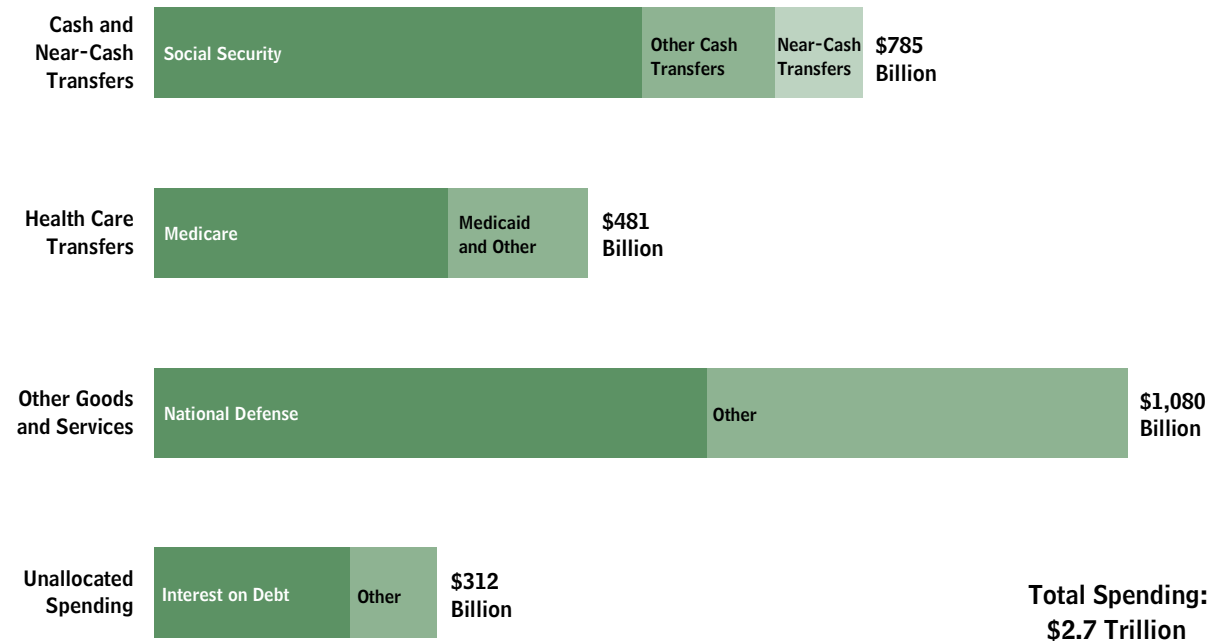 Cash and
Near-Cash
Transfers
Social Security
Other Cash
Transfers
Near-Cash
Transfers
$785
Billion
Health Care
Transfers
Medicare
Medicaid
and Other
$481
Billion
Other Goods
and Services
National Defense
Other
$1,080
Billion
Unallocated
Spending
Interest on Debt
Other
$312
Billion
Total Spending:
$2.7 Trillion